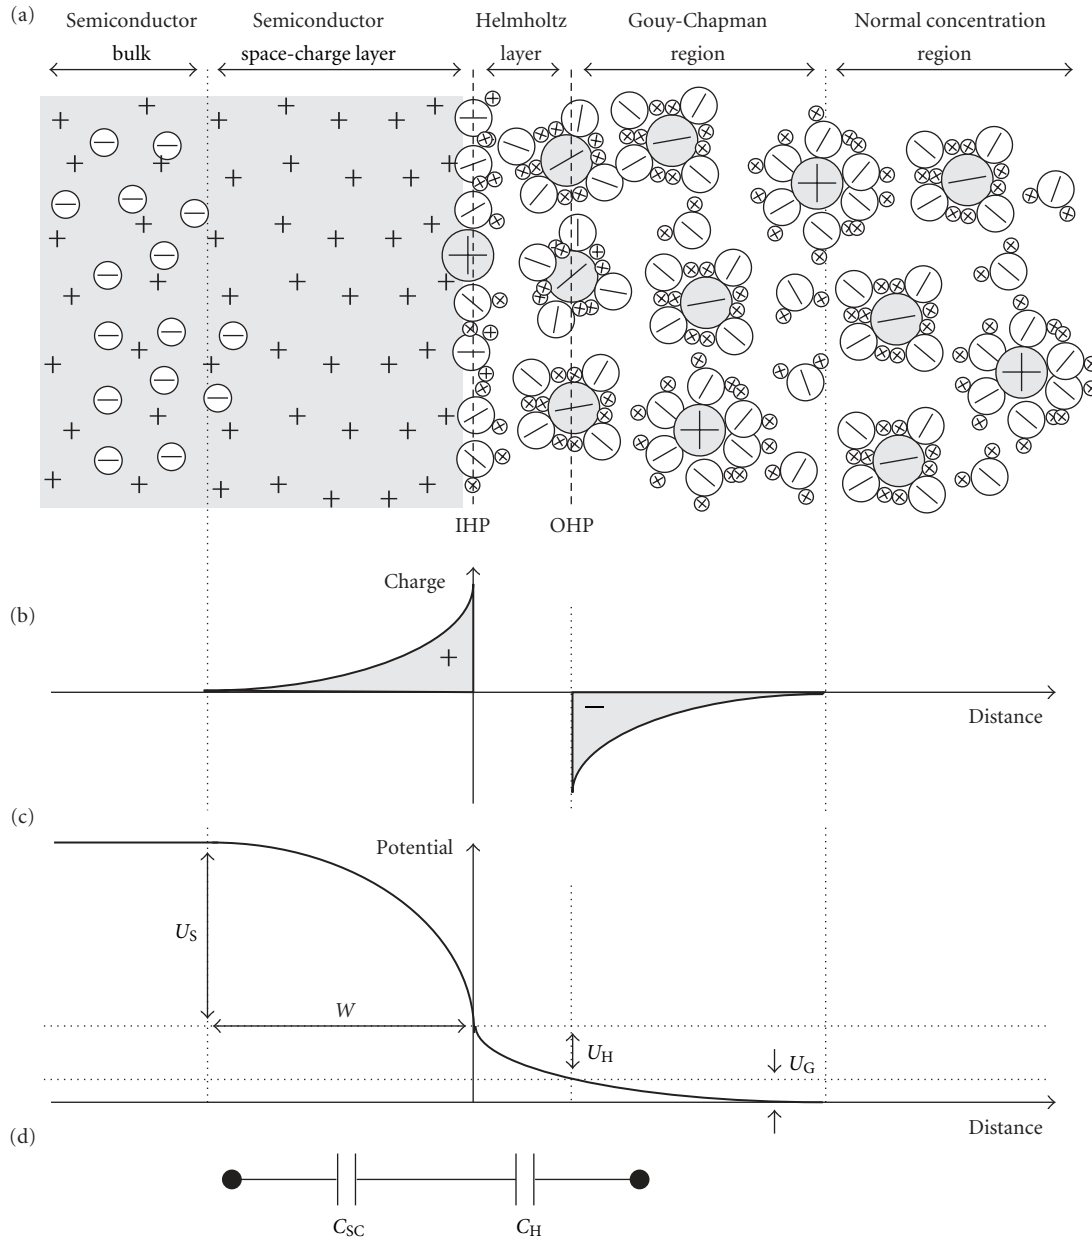 (a)
Semiconductor
bulk
Semiconductor
space-charge layer
Helmholtz
layer
Gouy-Chapman
region
Normal concentration
region
IHP
OHP
(b)
Charge
Distance
(c)
Potential
U_S
W
U_H
U_G
Distance
(d)
C_SC
C_H